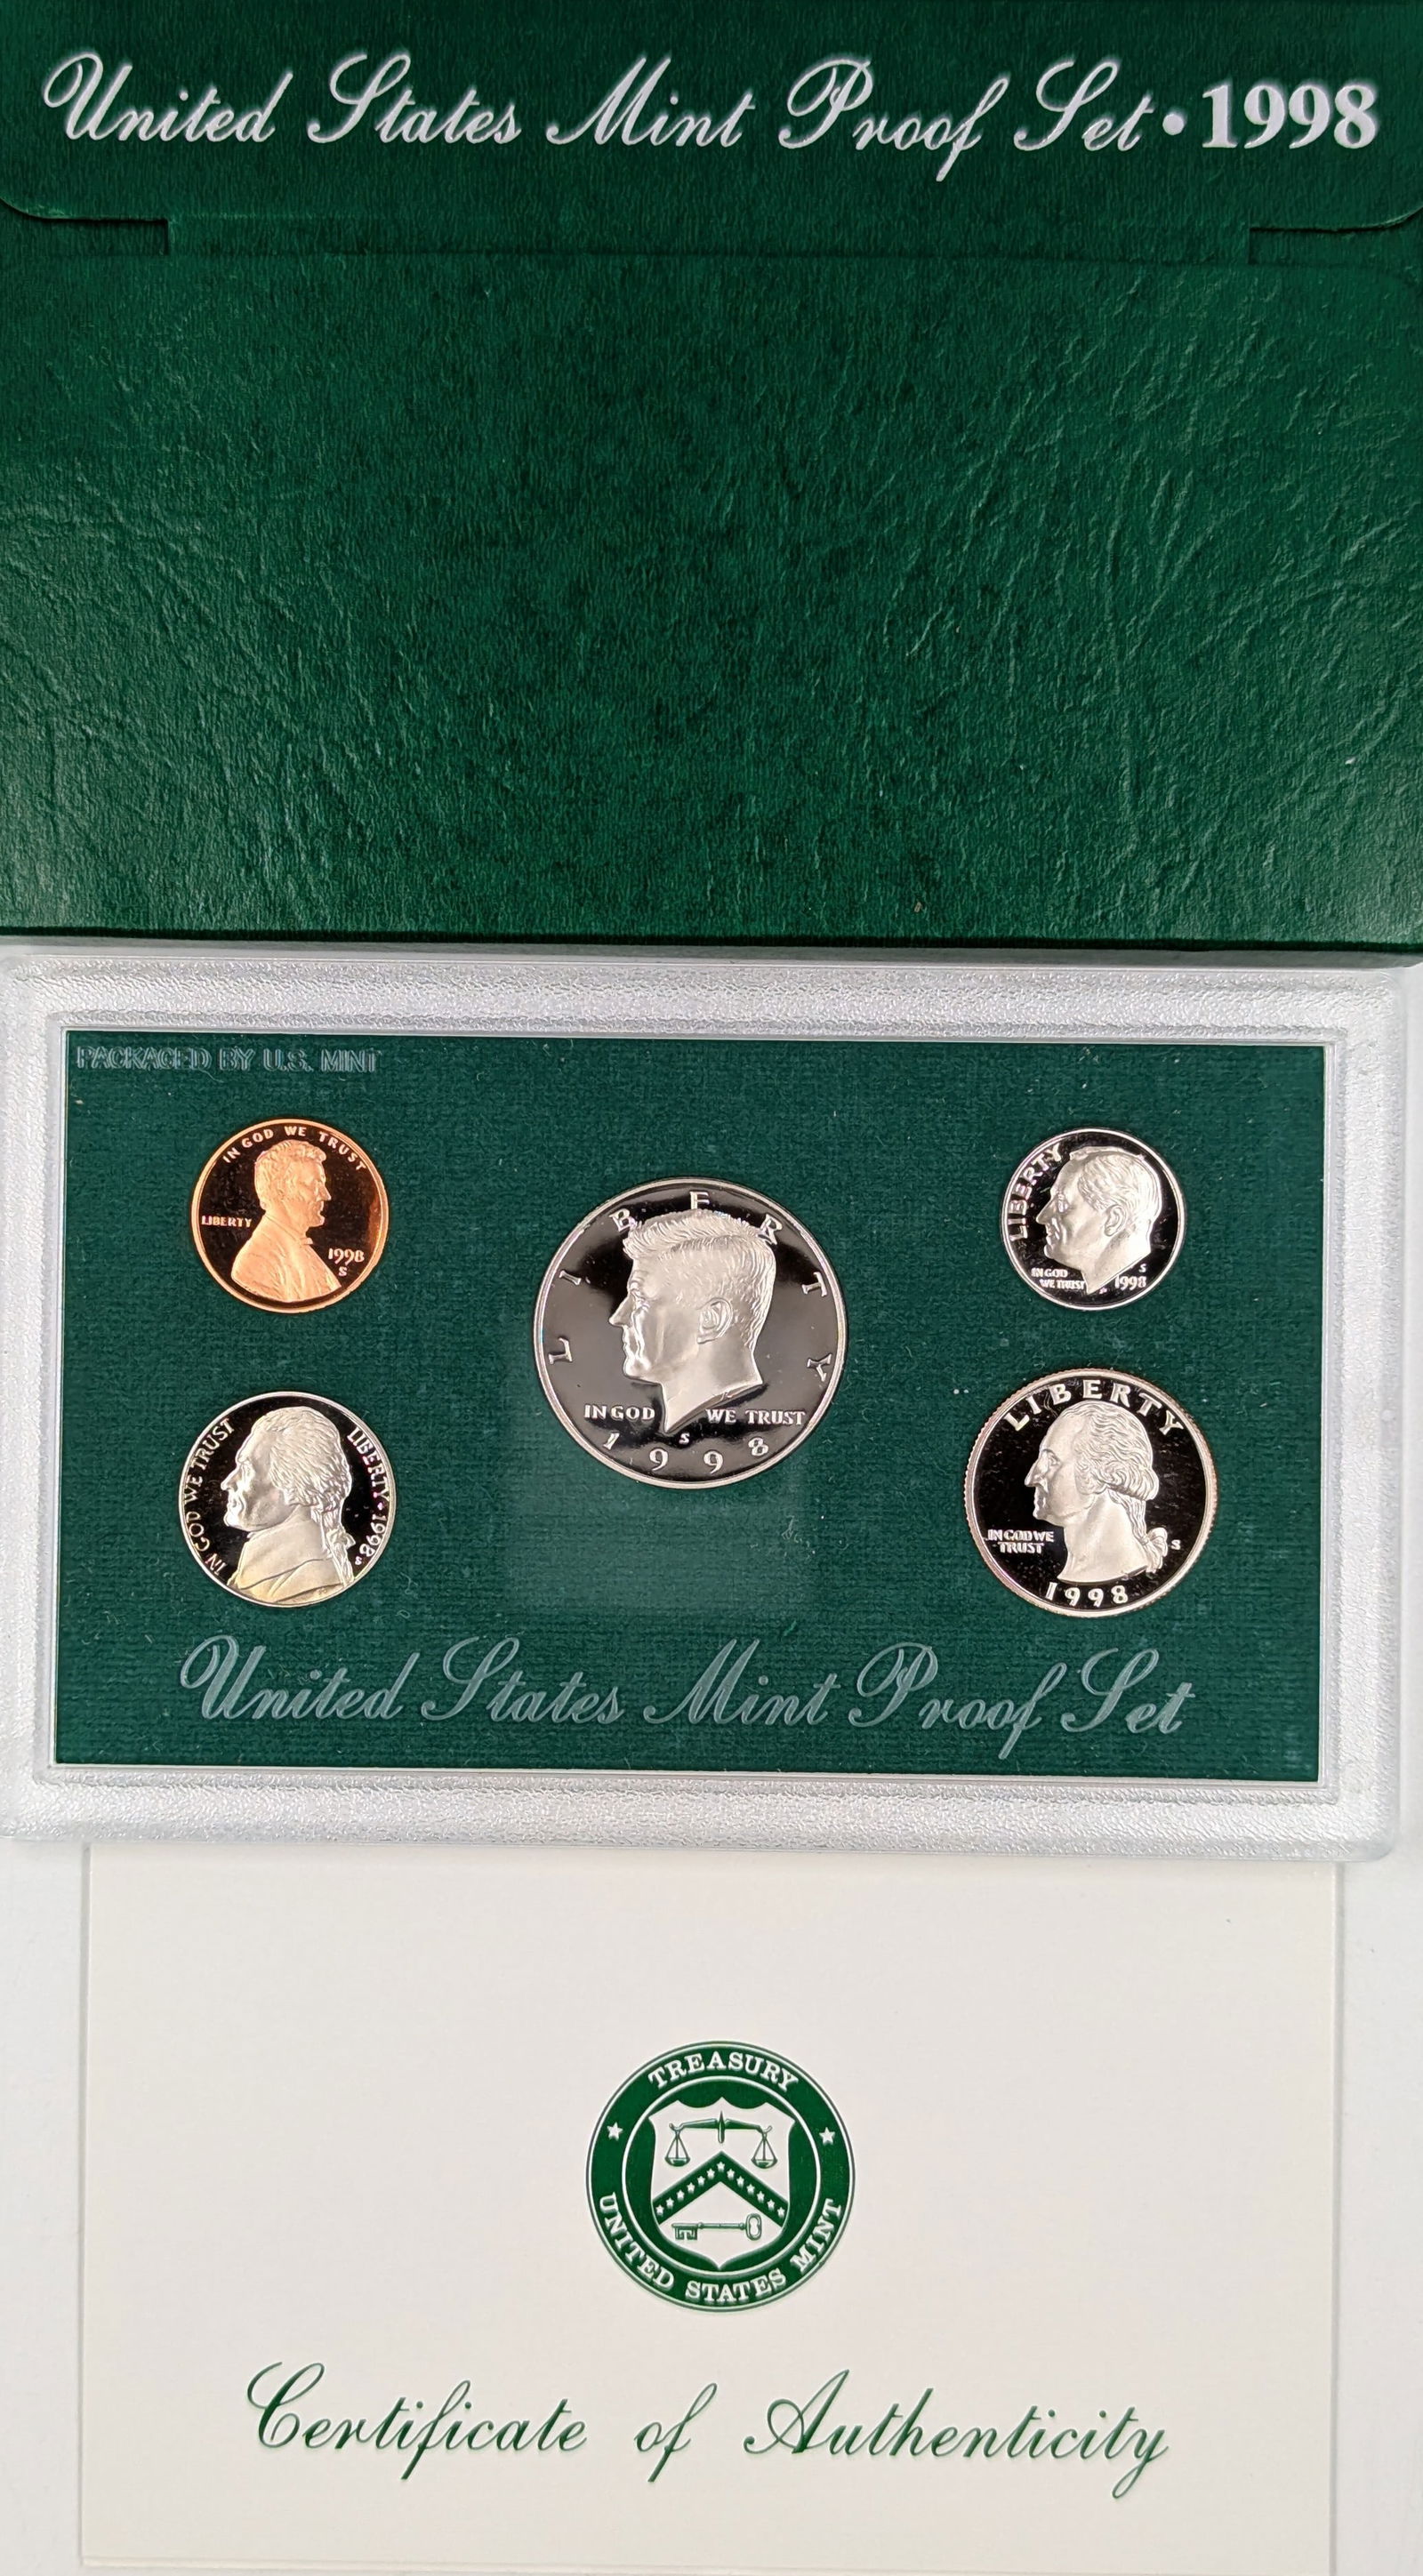 United States Mint Proof Set • 1998
PACKAGED BY U.S. MINT
IN GOD WE TRUST
LIBERTY
1998
S
LIBERTY
IN GOD WE TRUST
1998
S
LIBERTY
IN GOD
WE TRUST
S
1998
IN GOD WE TRUST
LIBERTY • 1998
S
LIBERTY
IN GOD WE
TRUST
S
1998
United States Mint Proof Set
TREASURY
UNITED STATES MINT
Certificate of Authenticity